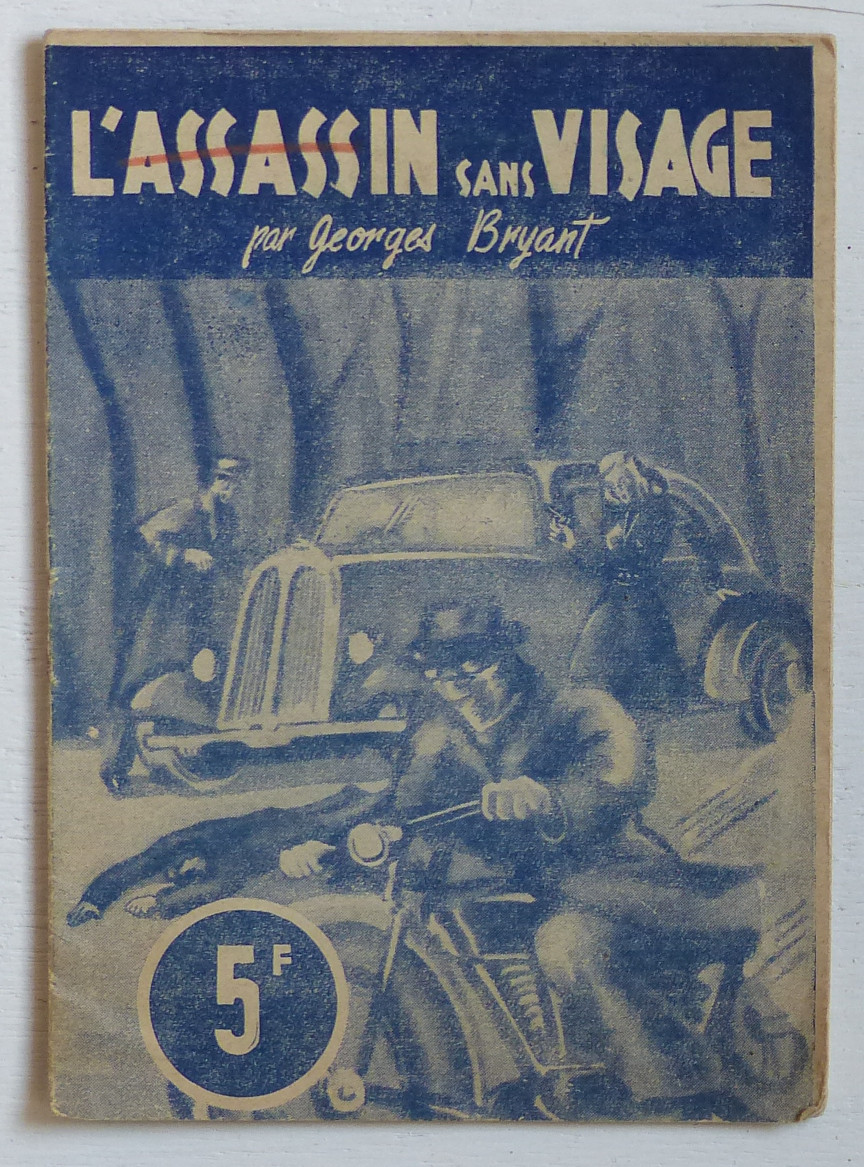 L'ASSASSIN SANS VISAGE
par Georges Bryant
5F